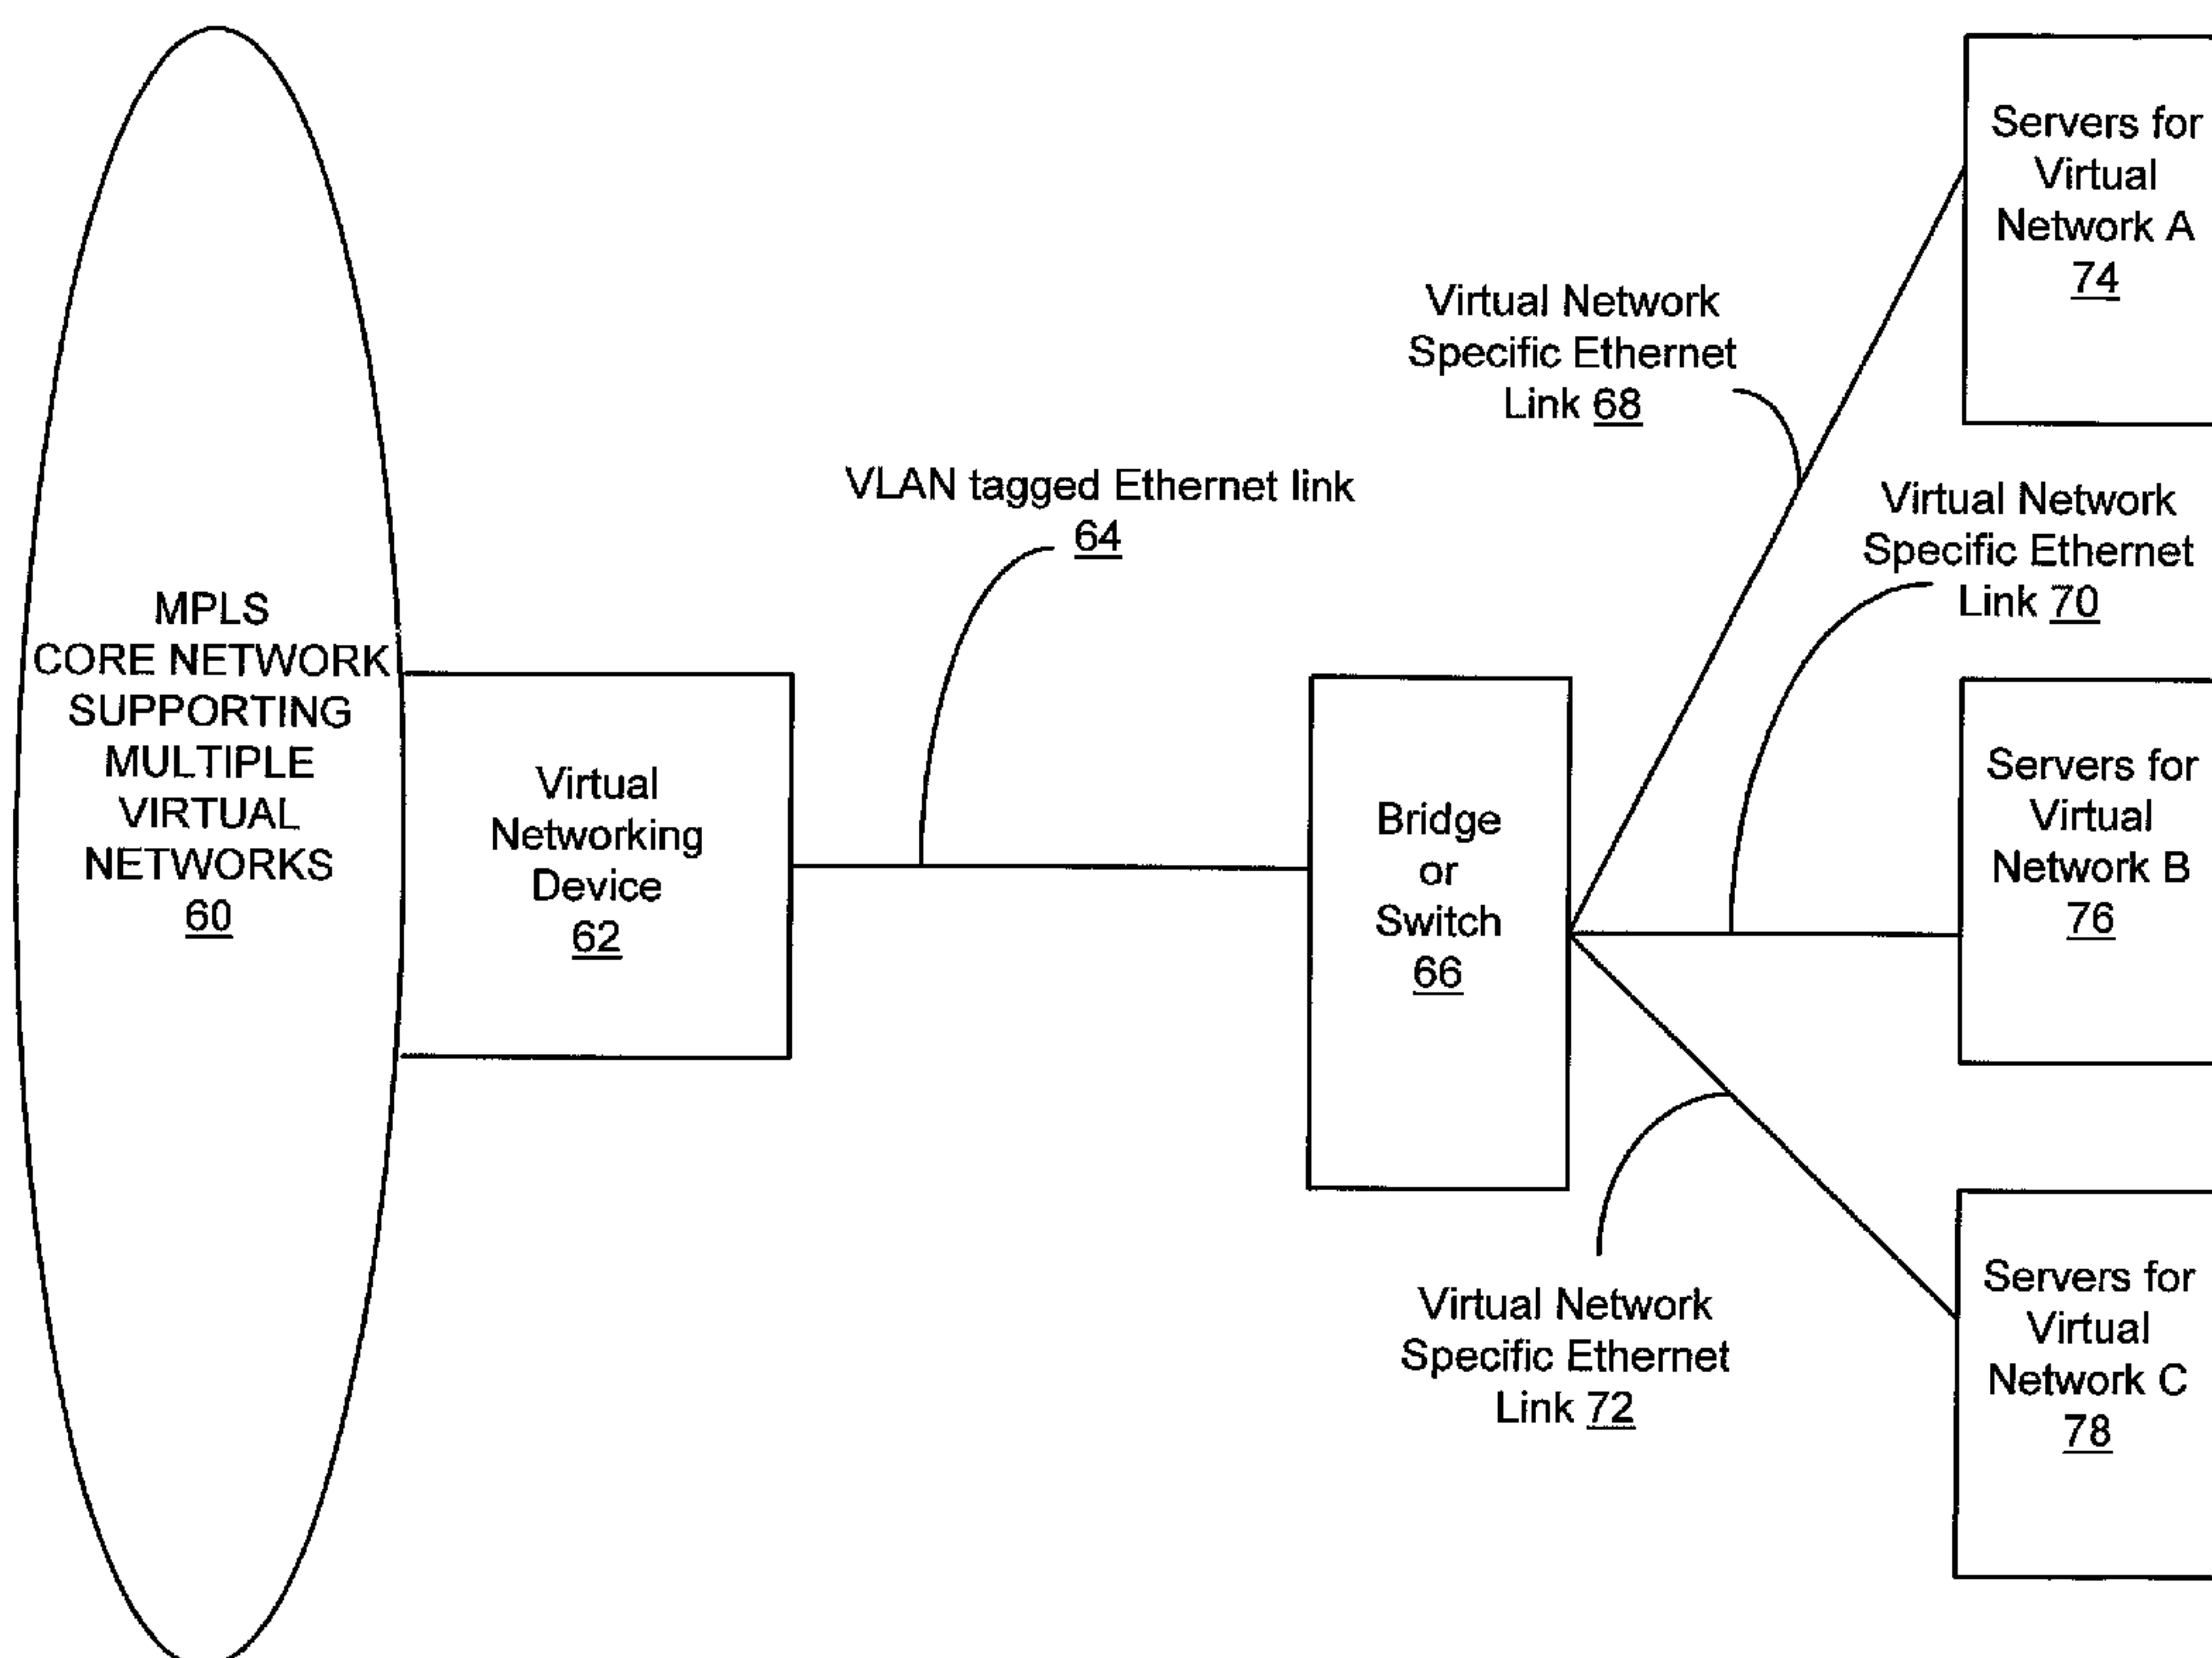 MPLS
CORE NETWORK
SUPPORTING
MULTIPLE
VIRTUAL
NETWORKS
60
Virtual
Networking
Device
62
VLAN tagged Ethernet link
64
Bridge
or
Switch
66
Virtual Network
Specific Ethernet
Link 68
Virtual Network
Specific Ethernet
Link 70
Virtual Network
Specific Ethernet
Link 72
Servers for
Virtual
Network A
74
Servers for
Virtual
Network B
76
Servers for
Virtual
Network C
78